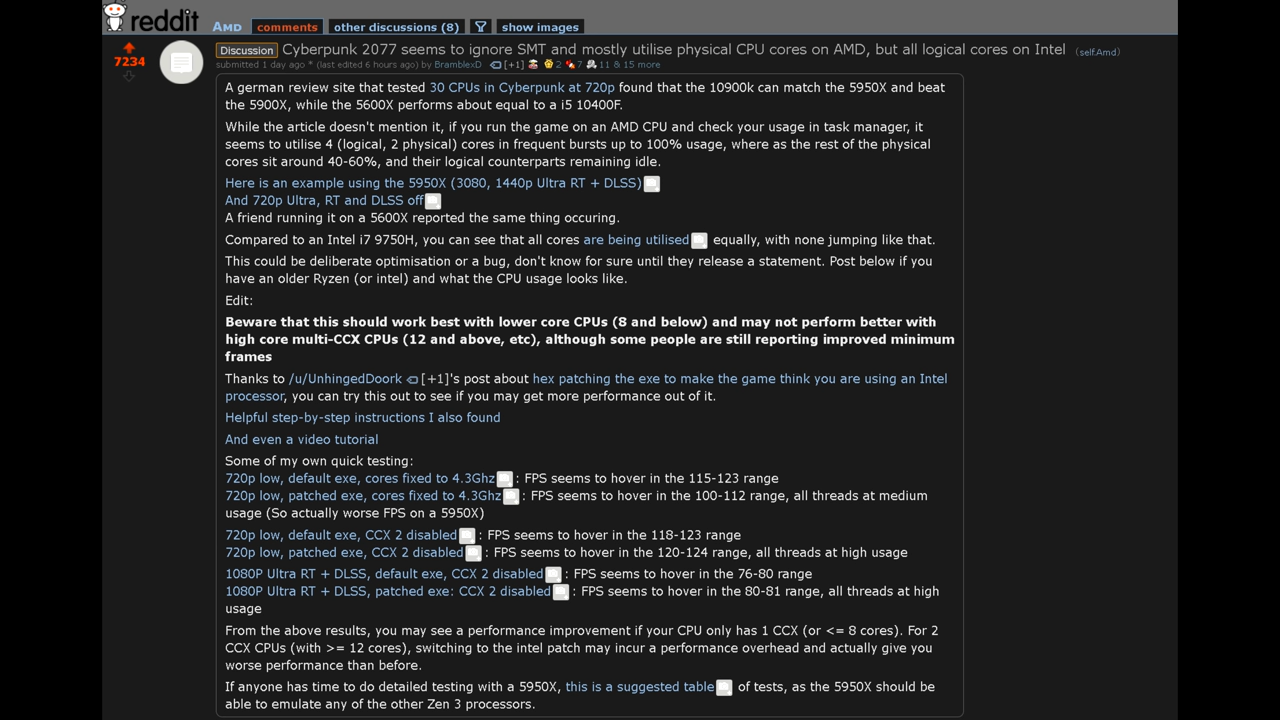 reddit AMD comments other discussions (8) show images
7234
Discussion Cyberpunk 2077 seems to ignore SMT and mostly utilise physical CPU cores on AMD, but all logical cores on Intel (self.Amd)
submitted 1 day ago * (last edited 6 hours ago) by BramblexD [+1] 2 7 11 & 15 more
A german review site that tested 30 CPUs in Cyberpunk at 720p found that the 10900k can match the 5950X and beat
the 5900X, while the 5600X performs about equal to a i5 10400F.
While the article doesn't mention it, if you run the game on an AMD CPU and check your usage in task manager, it
seems to utilise 4 (logical, 2 physical) cores in frequent bursts up to 100% usage, where as the rest of the physical
cores sit around 40-60%, and their logical counterparts remaining idle.
Here is an example using the 5950X (3080, 1440p Ultra RT + DLSS)
And 720p Ultra, RT and DLSS off
A friend running it on a 5600X reported the same thing occuring.
Compared to an Intel i7 9750H, you can see that all cores are being utilised equally, with none jumping like that.
This could be deliberate optimisation or a bug, don't know for sure until they release a statement. Post below if you
have an older Ryzen (or intel) and what the CPU usage looks like.
Edit:
Beware that this should work best with lower core CPUs (8 and below) and may not perform better with
high core multi-CCX CPUs (12 and above, etc), although some people are still reporting improved minimum
frames
Thanks to /u/UnhingedDoork [+1]'s post about hex patching the exe to make the game think you are using an Intel
processor, you can try this out to see if you may get more performance out of it.
Helpful step-by-step instructions I also found
And even a video tutorial
Some of my own quick testing:
720p low, default exe, cores fixed to 4.3Ghz : FPS seems to hover in the 115-123 range
720p low, patched exe, cores fixed to 4.3Ghz : FPS seems to hover in the 100-112 range, all threads at medium
usage (So actually worse FPS on a 5950X)
720p low, default exe, CCX 2 disabled : FPS seems to hover in the 118-123 range
720p low, patched exe, CCX 2 disabled : FPS seems to hover in the 120-124 range, all threads at high usage
1080P Ultra RT + DLSS, default exe, CCX 2 disabled : FPS seems to hover in the 76-80 range
1080P Ultra RT + DLSS, patched exe: CCX 2 disabled : FPS seems to hover in the 80-81 range, all threads at high
usage
From the above results, you may see a performance improvement if your CPU only has 1 CCX (or <= 8 cores). For 2
CCX CPUs (with >= 12 cores), switching to the intel patch may incur a performance overhead and actually give you
worse performance than before.
If anyone has time to do detailed testing with a 5950X, this is a suggested table of tests, as the 5950X should be
able to emulate any of the other Zen 3 processors.